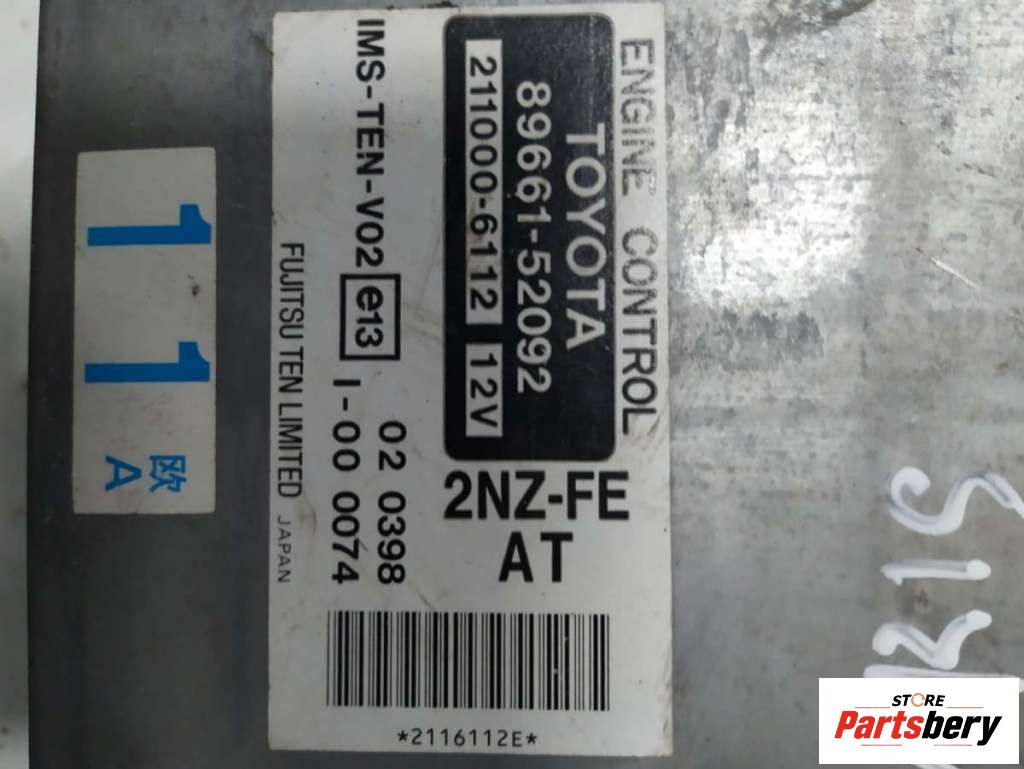 ENGINE CONTROL
TOYOTA
89661-52092
211000-6112 12V
2NZ-FE
AT
IMS-TEN-V02 e13 02 0398
I-00 0074
FUJITSU TEN LIMITED JAPAN
*2116112E*
11
欧
A
STORE
Partsbery